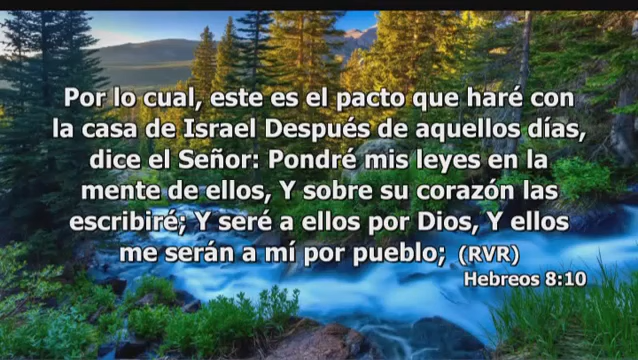 Por lo cual, este es el pacto que haré con
la casa de Israel Después de aquellos días,
dice el Señor: Pondré mis leyes en la
mente de ellos, Y sobre su corazón las
escribiré; Y seré a ellos por Dios, Y ellos
me serán a mí por pueblo; (RVR)
Hebreos 8:10